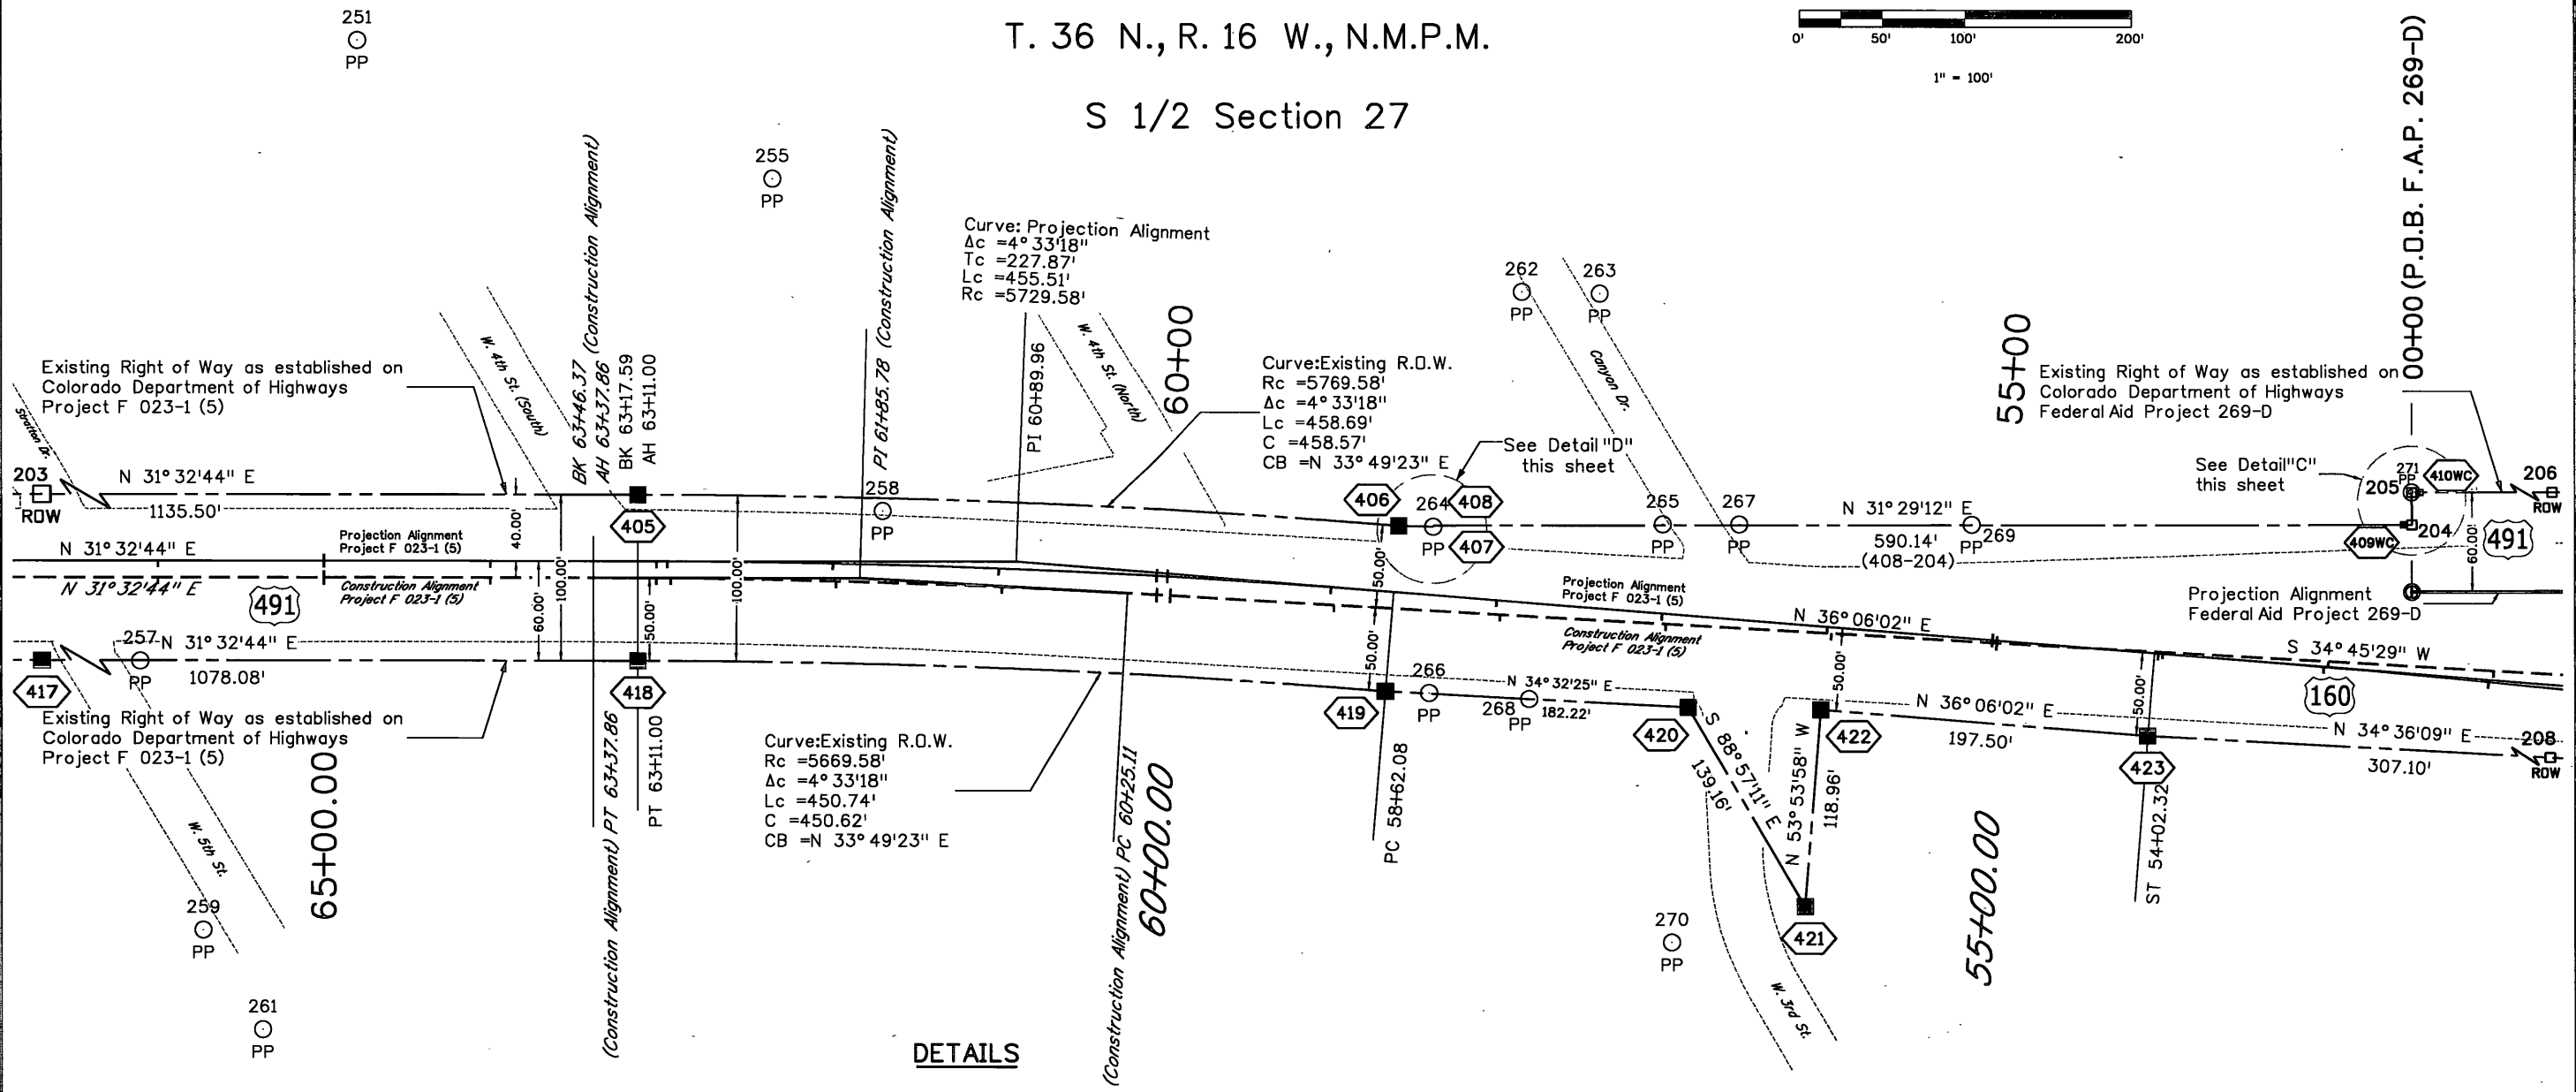 T. 36 N., R. 16 W., N.M.P.M.
S 1/2 Section 27
0' 50' 100' 200'
1" = 100'
00+00 (P.O.B. F.A.P. 269-D)
251
PP
255
PP
BK 63+46.37 (Construction Alignment)
AH 63+37.86
BK 63+17.59
AH 63+11.00
PI 61+85.78 (Construction Alignment)
Curve: Projection Alignment
Δc =4°33'18"
Tc =227.87'
Lc =455.51'
Rc =5729.58'
PI 60+89.96
W. 4th St. (South)
W. 4th St. (North)
60+00
Curve:Existing R.O.W.
Rc =5769.58'
Δc =4°33'18"
Lc =458.69'
C =458.57'
CB =N 33°49'23" E
262
PP
263
PP
Canyon Dr.
55+00
Existing Right of Way as established on
Colorado Department of Highways
Federal Aid Project 269-D
Existing Right of Way as established on
Colorado Department of Highways
Project F 023-1 (5)
Stratton Dr.
203
ROW
N 31°32'44" E
1135.50'
40.00'
405
258
PP
406
264
PP
408
407
See Detail "D"
this sheet
265
PP
267
PP
N 31°29'12" E
590.14'
(408-204)
269
PP
See Detail"C"
this sheet
271
PP
205
410WC
206
ROW
204
409WC
60.00'
491
Projection Alignment
Federal Aid Project 269-D
N 31°32'44" E
Projection Alignment
Project F 023-1 (5)
N 31°32'44" E
Construction Alignment
Project F 023-1 (5)
491
60.00'
100.00'
50.00'
100.00'
50.00'
50.00'
Projection Alignment
Project F 023-1 (5)
Construction Alignment
Project F 023-1 (5)
N 36°06'02" E
S 34°45'29" W
160
257
PP
N 31°32'44" E
1078.08'
417
418
419
266
PP
268
PP
N 34°32'25" E
182.22'
420
S 88°57'11" E
139.16'
N 53°53'58" W
118.96'
422
50.00'
N 36°06'02" E
197.50'
50.00'
423
N 34°36'09" E
307.10'
208
ROW
Existing Right of Way as established on
Colorado Department of Highways
Project F 023-1 (5)
65+00.00
W. 5th St.
(Construction Alignment) PT 63+37.86
PT 63+11.00
Curve:Existing R.O.W.
Rc =5669.58'
Δc =4°33'18"
Lc =450.74'
C =450.62'
CB =N 33°49'23" E
(Construction Alignment) PC 60+25.11
60+00.00
PC 58+62.08
ST 54+02.32
55+00.00
421
W. 3rd St.
259
PP
270
PP
261
PP
DETAILS